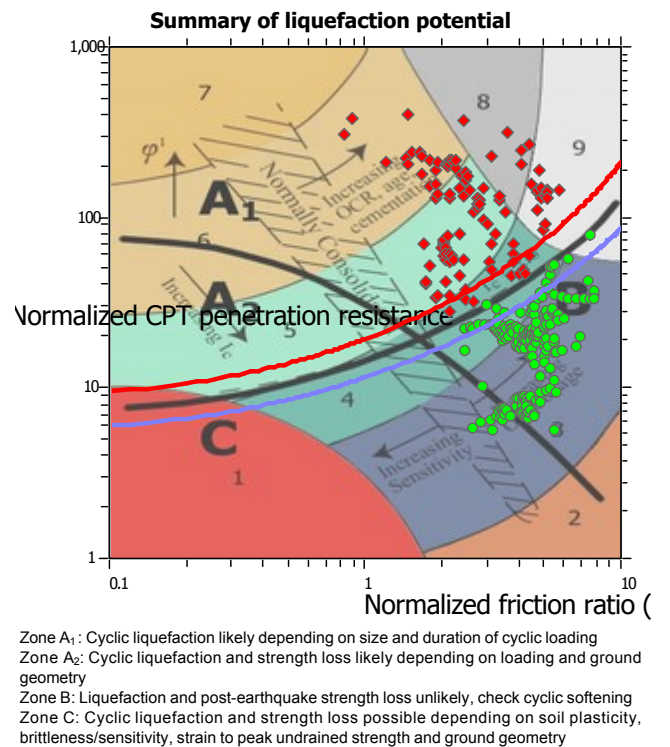 Summary of liquefaction potential
1,000
7
8
9
φ'
Increasing
OCR, age,
cementation
A1
Normally Consolid
6
100
A2
Increasing Ic
5
Normalized CPT penetration resistance
B
10
4
C
Increasing
Sensitivity
3
1
2
1
0.1
1
10
Normalized friction ratio (
Zone A1: Cyclic liquefaction likely depending on size and duration of cyclic loading
Zone A2: Cyclic liquefaction and strength loss likely depending on loading and ground
geometry
Zone B: Liquefaction and post-earthquake strength loss unlikely, check cyclic softening
Zone C: Cyclic liquefaction and strength loss possible depending on soil plasticity,
brittleness/sensitivity, strain to peak undrained strength and ground geometry